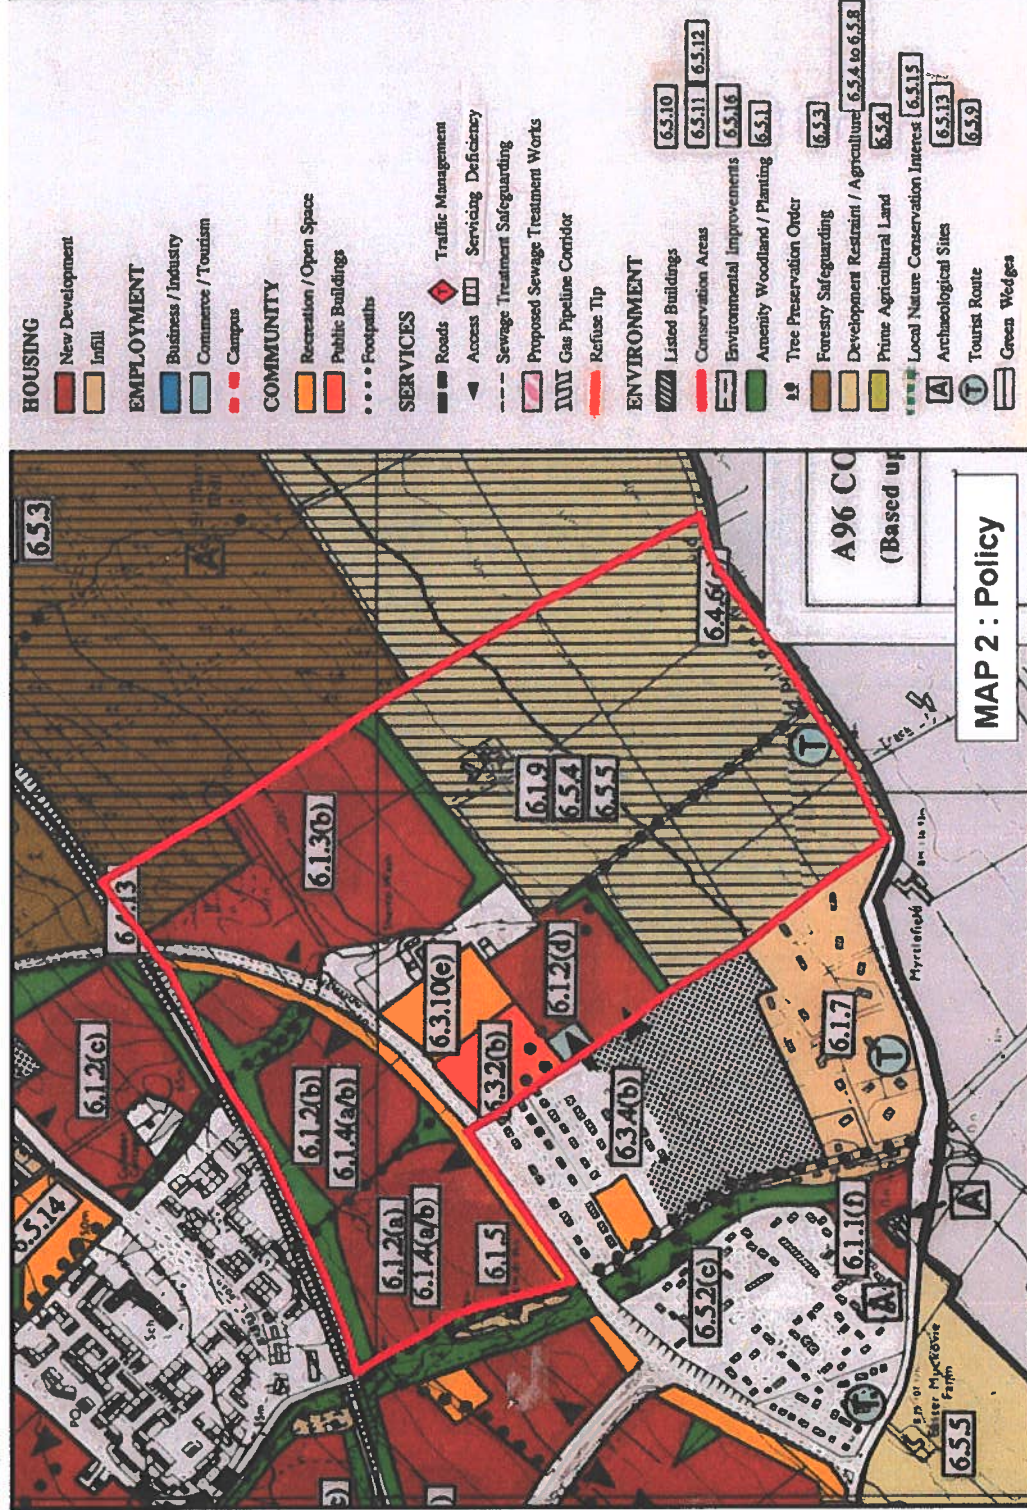 HOUSING
New Development
Infill
EMPLOYMENT
Business / Industry
Commerce / Tourism
Campus
COMMUNITY
Recreation / Open Space
Public Buildings
Footpaths
SERVICES
Roads
T
Traffic Management
Access
Servicing Deficiency
Sewage Treatment Safeguarding
Proposed Sewage Treatment Works
Gas Pipeline Corridor
Refuse Tip
ENVIRONMENT
Listed Buildings 6.5.10
Conservation Areas 6.5.11 6.5.12
Environmental Improvements 6.5.16
Amenity Woodland / Planting 6.5.1
Tree Preservation Order
Forestry Safeguarding 6.5.3
Development Restraint / Agriculture 6.5.4 to 6.5.8
Prime Agricultural Land 6.5.4
Local Nature Conservation Interest 6.5.15
A Archaeological Sites 6.5.13
T Tourist Route 6.5.9
Green Wedges
6.5.3
A
6.1.3(b)
6.1.9
6.5.4
6.5.5
T
A96 CO
(Based up
MAP 2 : Policy
6.1.2(c)
6.1.2(b)
6.1.4(a/b)
6.3.10(e)
6.3.2(b)
6.1.2(d)
6.1.2(a)
6.1.4(a/b)
6.1.5
6.3.4(b)
6.1.7
T
Myrtlefield
Track
6.5.14
Sch
PO
6.5.2(c)
6.1.1(f)
A
A
T
Farm
6.5.5